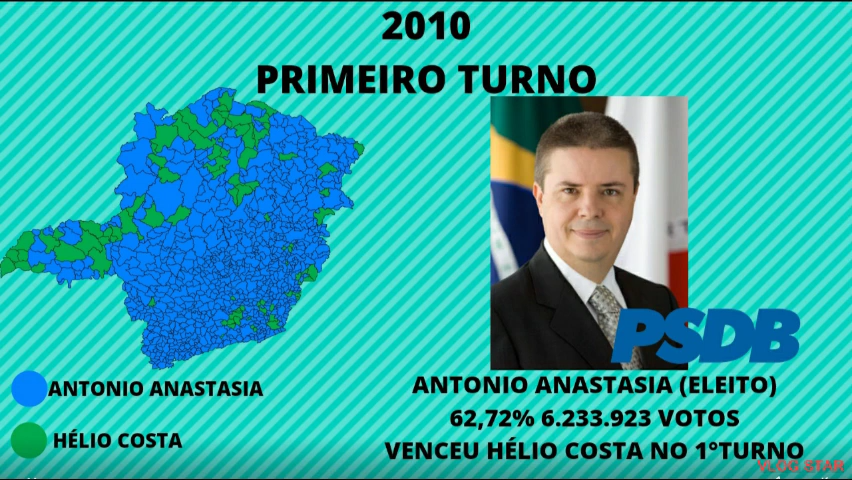 2010
PRIMEIRO TURNO
PSDB
ANTONIO ANASTASIA
HÉLIO COSTA
ANTONIO ANASTASIA (ELEITO)
62,72% 6.233.923 VOTOS
VENCEU HÉLIO COSTA NO 1°TURNO
VLOG STAR